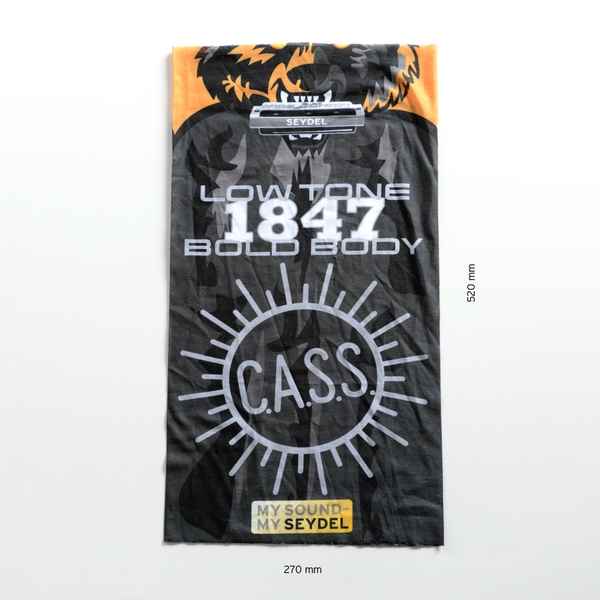 SEYDEL
LOW TONE
1847
BOLD BODY
C.A.S.S.
MY SOUND-
MY SEYDEL
520 mm
270 mm